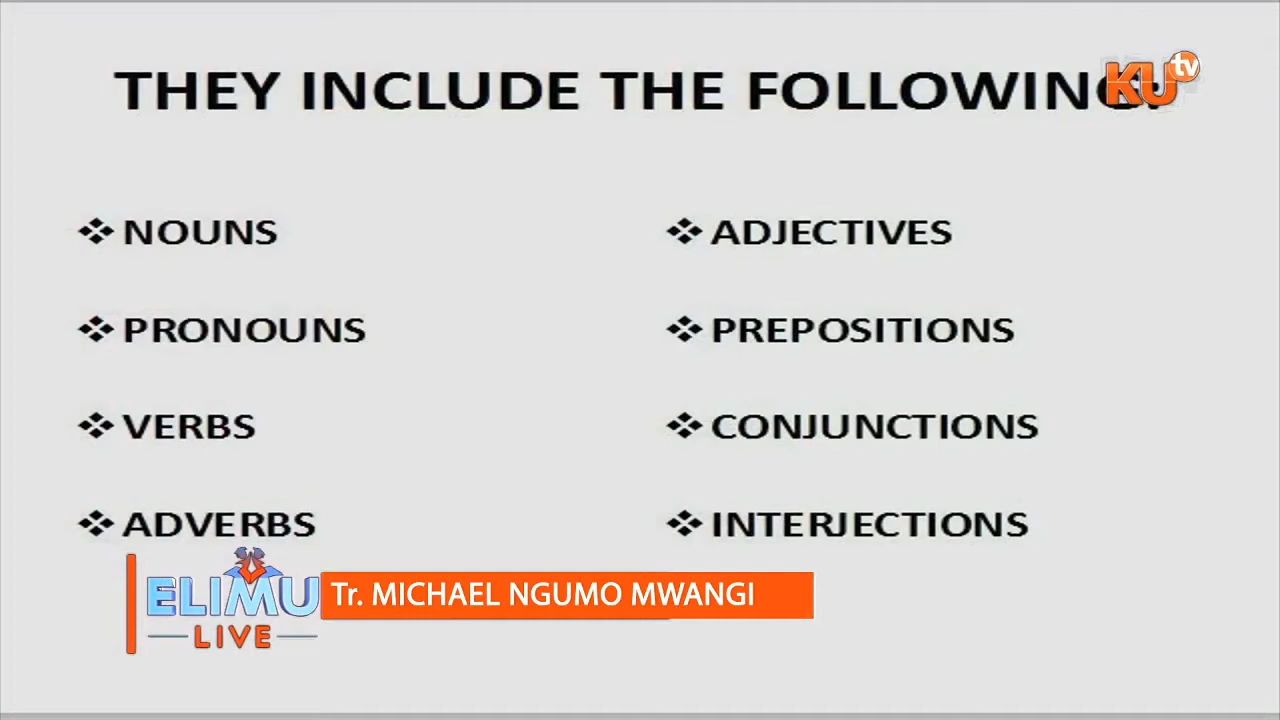 THEY INCLUDE THE FOLLOWING:
KU tv
❖ NOUNS
❖ PRONOUNS
❖ VERBS
❖ ADVERBS
❖ ADJECTIVES
❖ PREPOSITIONS
❖ CONJUNCTIONS
❖ INTERJECTIONS
ELIMU
LIVE
Tr. MICHAEL NGUMO MWANGI